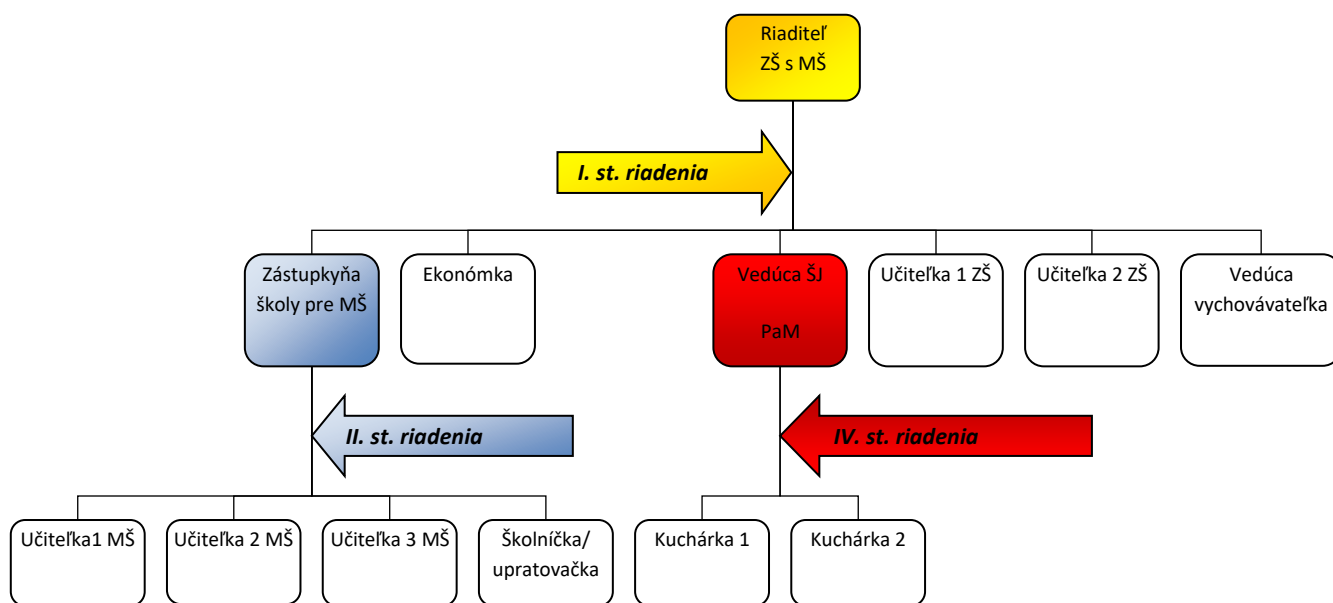 Riaditeľ
ZŠ s MŠ
I. st. riadenia
Zástupkyňa
školy pre MŠ
Ekonómka
Vedúca ŠJ
PaM
Učiteľka 1 ZŠ
Učiteľka 2 ZŠ
Vedúca
vychovávateľka
II. st. riadenia
IV. st. riadenia
Učiteľka1 MŠ
Učiteľka 2 MŠ
Učiteľka 3 MŠ
Školníčka/
upratovačka
Kuchárka 1
Kuchárka 2